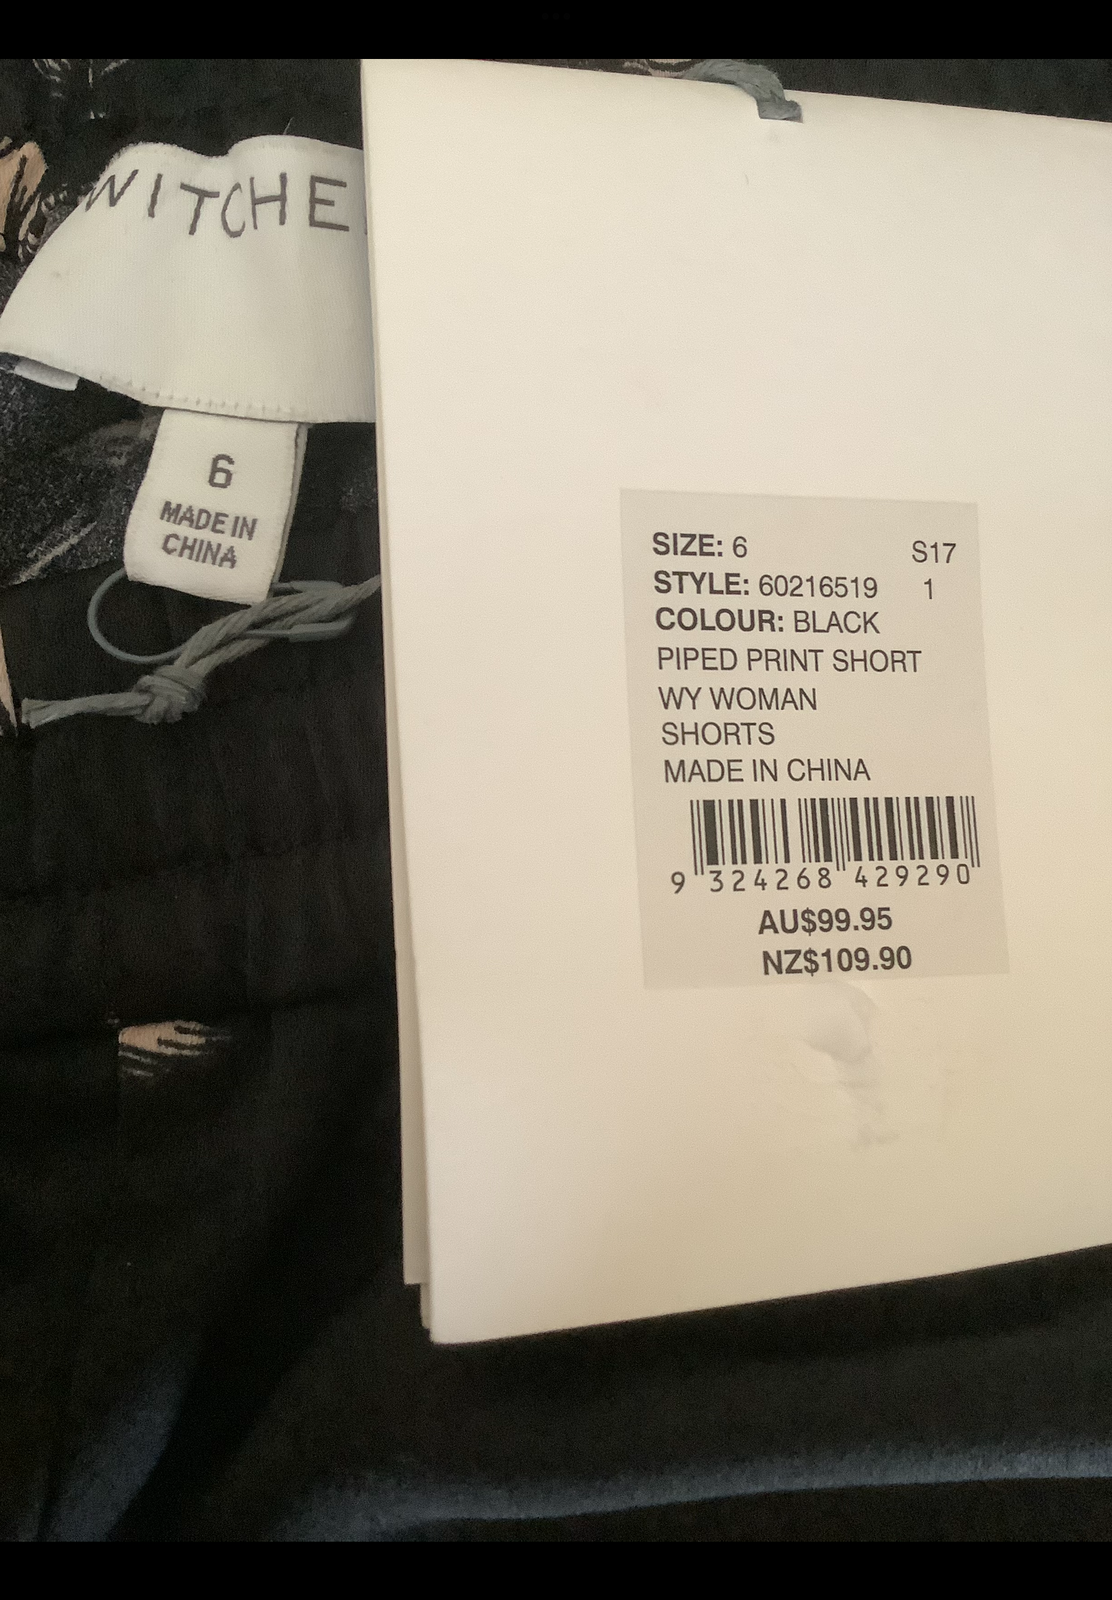 WITCHE
6
MADE IN
CHINA
SIZE: 6 S17
STYLE: 60216519 1
COLOUR: BLACK
PIPED PRINT SHORT
WY WOMAN
SHORTS
MADE IN CHINA
9 324268 429290
AU$99.95
NZ$109.90